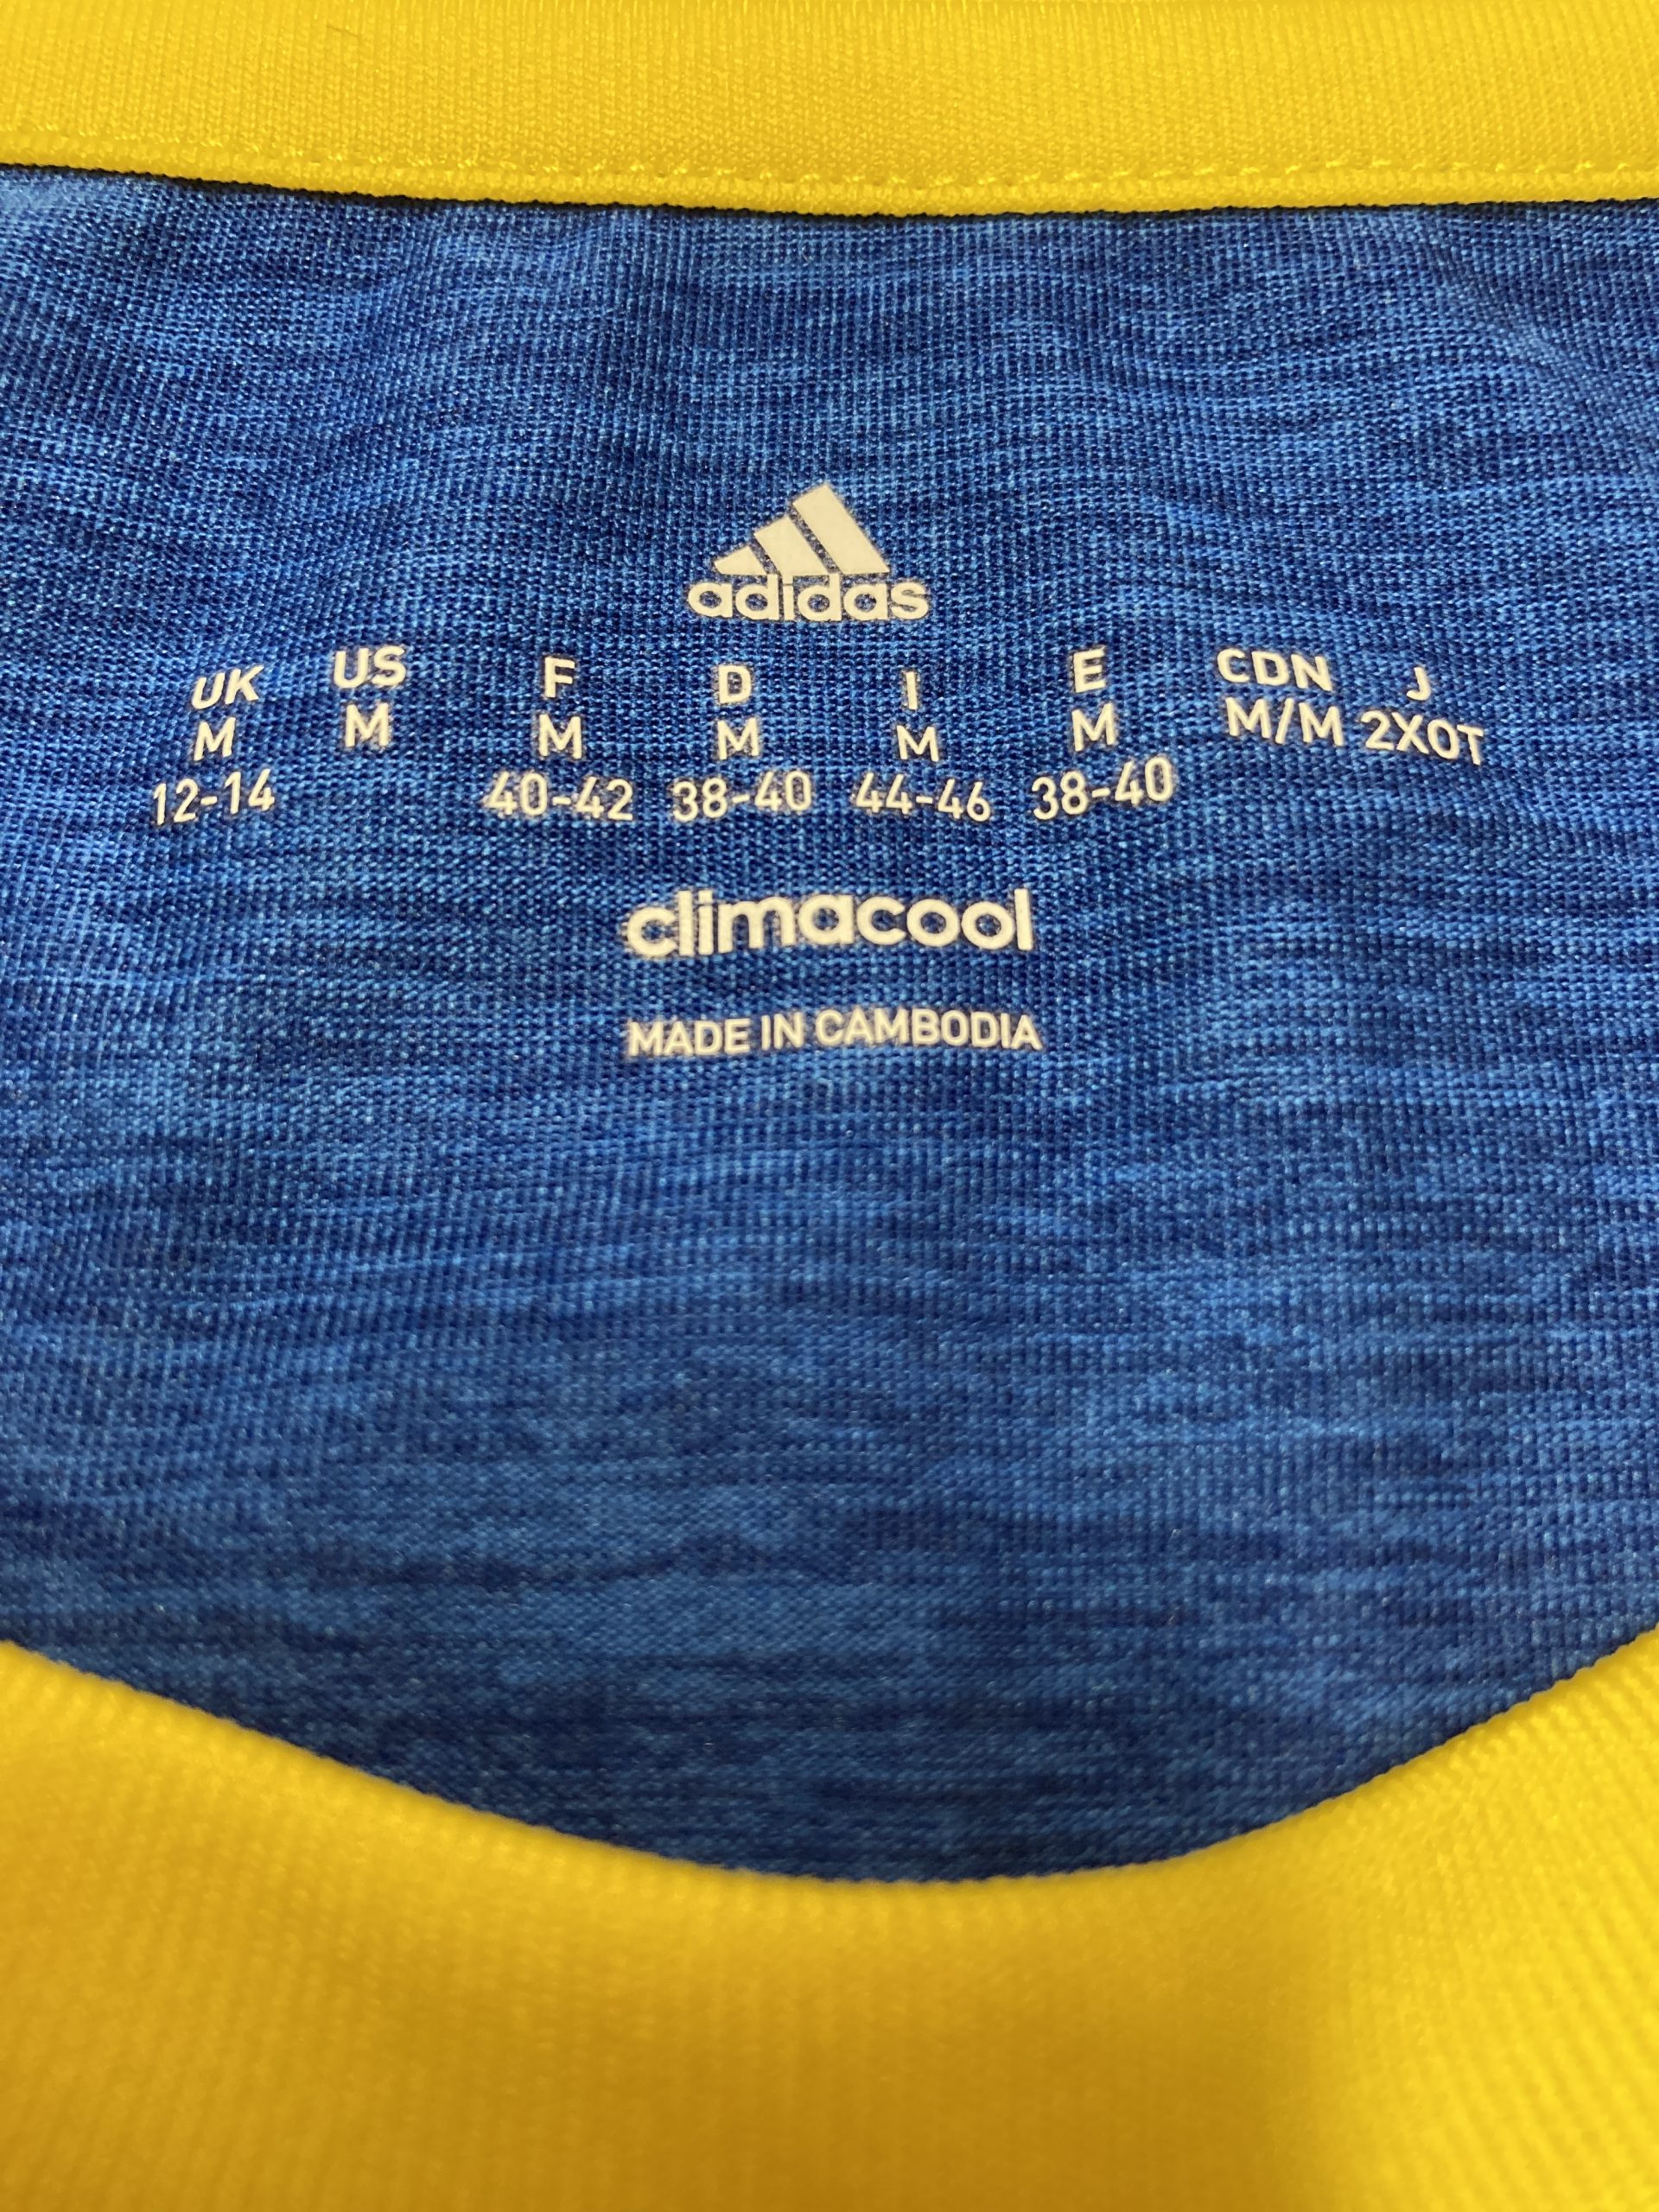 adidas
UK US F D I E CDN J
M M M M M M M/M 2XOT
12-14 40-42 38-40 44-46 38-40
climacool
MADE IN CAMBODIA